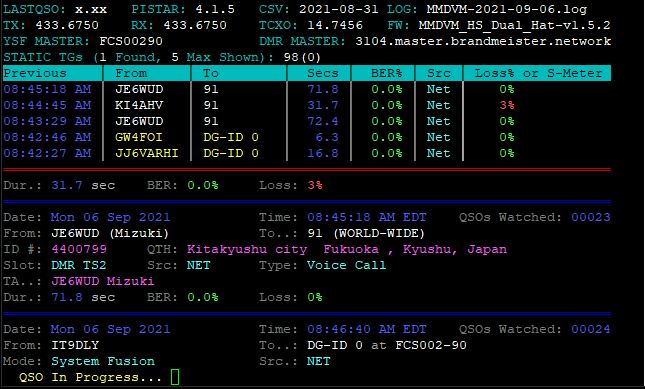 LASTQSO: x.xx PISTAR: 4.1.5 CSV: 2021-08-31 LOG: MMDVM-2021-09-06.log
TX: 433.6750 RX: 433.6750 TCXO: 14.7456 FW: MMDVM_HS_Dual_Hat-v1.5.2
YSF MASTER: FCS00290 DMR MASTER: 3104.master.brandmeister.network
STATIC TGs (1 Found, 5 Max Shown): 98(0)
Previous | From | To | Secs | BER% | Src | Loss% or S-Meter
08:45:18 AM | JE6WUD | 91 | 71.8 | 0.0% | Net | 0%
08:44:45 AM | KI4AHV | 91 | 31.7 | 0.0% | Net | 3%
08:43:29 AM | JE6WUD | 91 | 72.4 | 0.0% | Net | 0%
08:42:46 AM | GW4FOI | DG-ID 0 | 6.3 | 0.0% | Net | 0%
08:42:27 AM | JJ6VARHI | DG-ID 0 | 16.8 | 0.0% | Net | 0%
Dur.: 31.7 sec BER: 0.0% Loss: 3%
Date: Mon 06 Sep 2021 Time: 08:45:18 AM EDT QSOs Watched: 00023
From: JE6WUD (Mizuki) To..: 91 (WORLD-WIDE)
ID #: 4400799 QTH: Kitakyushu city Fukuoka , Kyushu, Japan
Slot: DMR TS2 Src: NET Type: Voice Call
TA..: JE6WUD Mizuki
Dur.: 71.8 sec BER: 0.0% Loss: 0%
Date: Mon 06 Sep 2021 Time: 08:46:40 AM EDT QSOs Watched: 00024
From: IT9DLY To..: DG-ID 0 at FCS002-90
Mode: System Fusion Src.: NET
QSO In Progress...